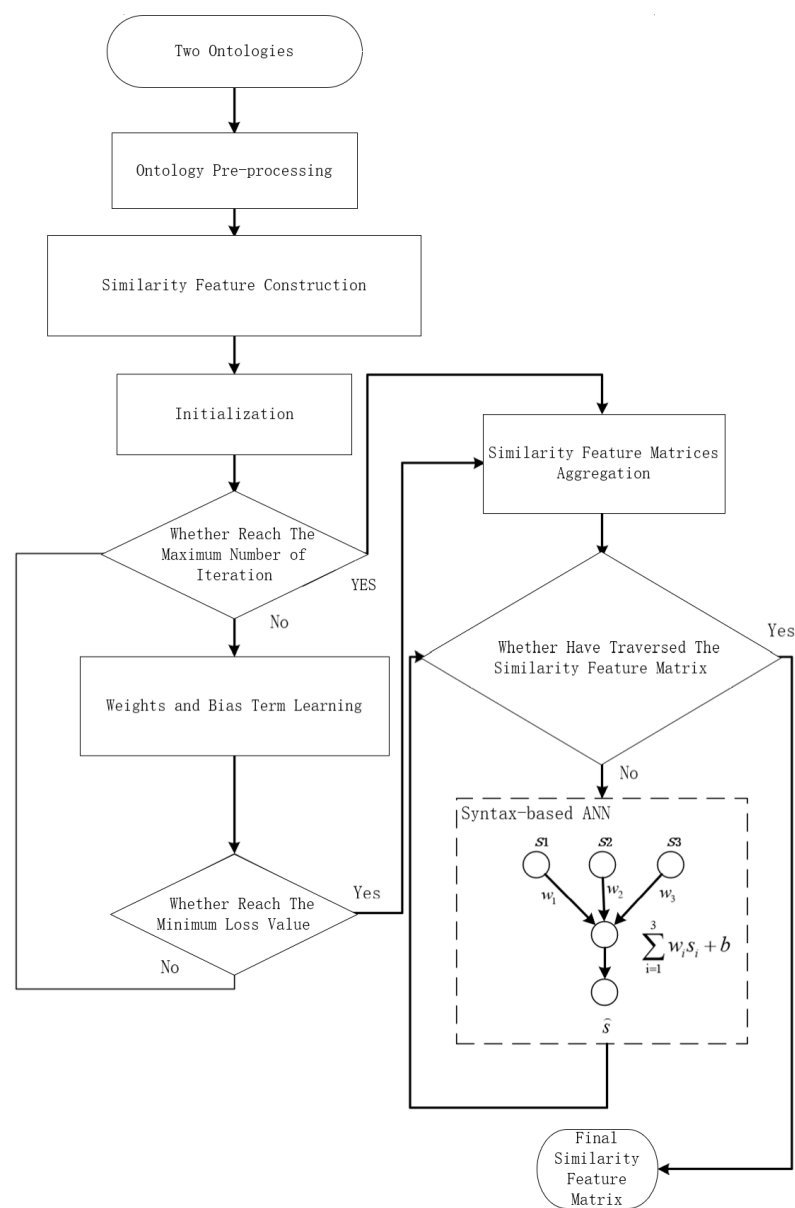 Two Ontologies
Ontology Pre-processing
Similarity Feature Construction
Initialization
Whether Reach The
Maximum Number of
Iteration
YES
No
Weights and Bias Term Learning
Whether Reach The
Minimum Loss Value
Yes
No
Similarity Feature Matrices
Aggregation
Whether Have Traversed The
Similarity Feature Matrix
Yes
No
Syntax-based ANN
s1 s2 s3
w₁ w₂ w₃
∑³ᵢ₌₁ wᵢsᵢ + b
ŝ
Final
Similarity
Feature
Matrix